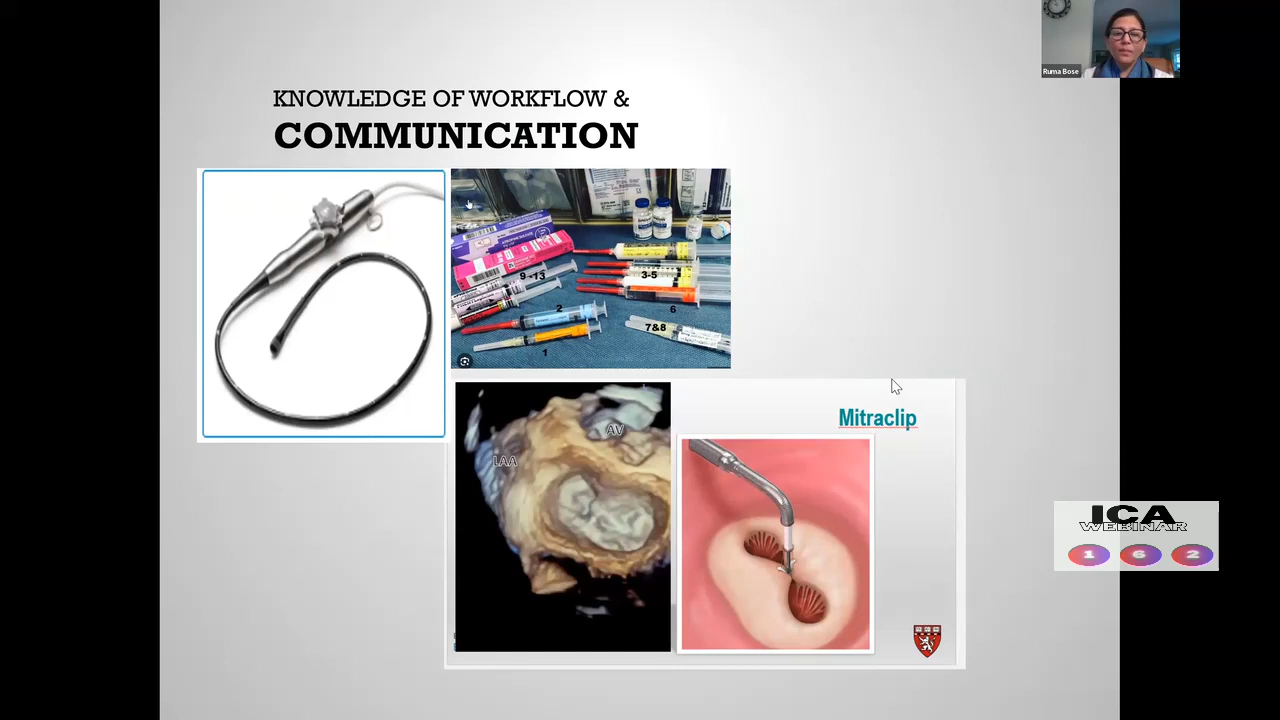 KNOWLEDGE OF WORKFLOW &
COMMUNICATION
Ruma Bose
9 -13
3-5
2
6
7&8
1
AV
LAA
Mitraclip
ICA
WEBINAR
1 6 2